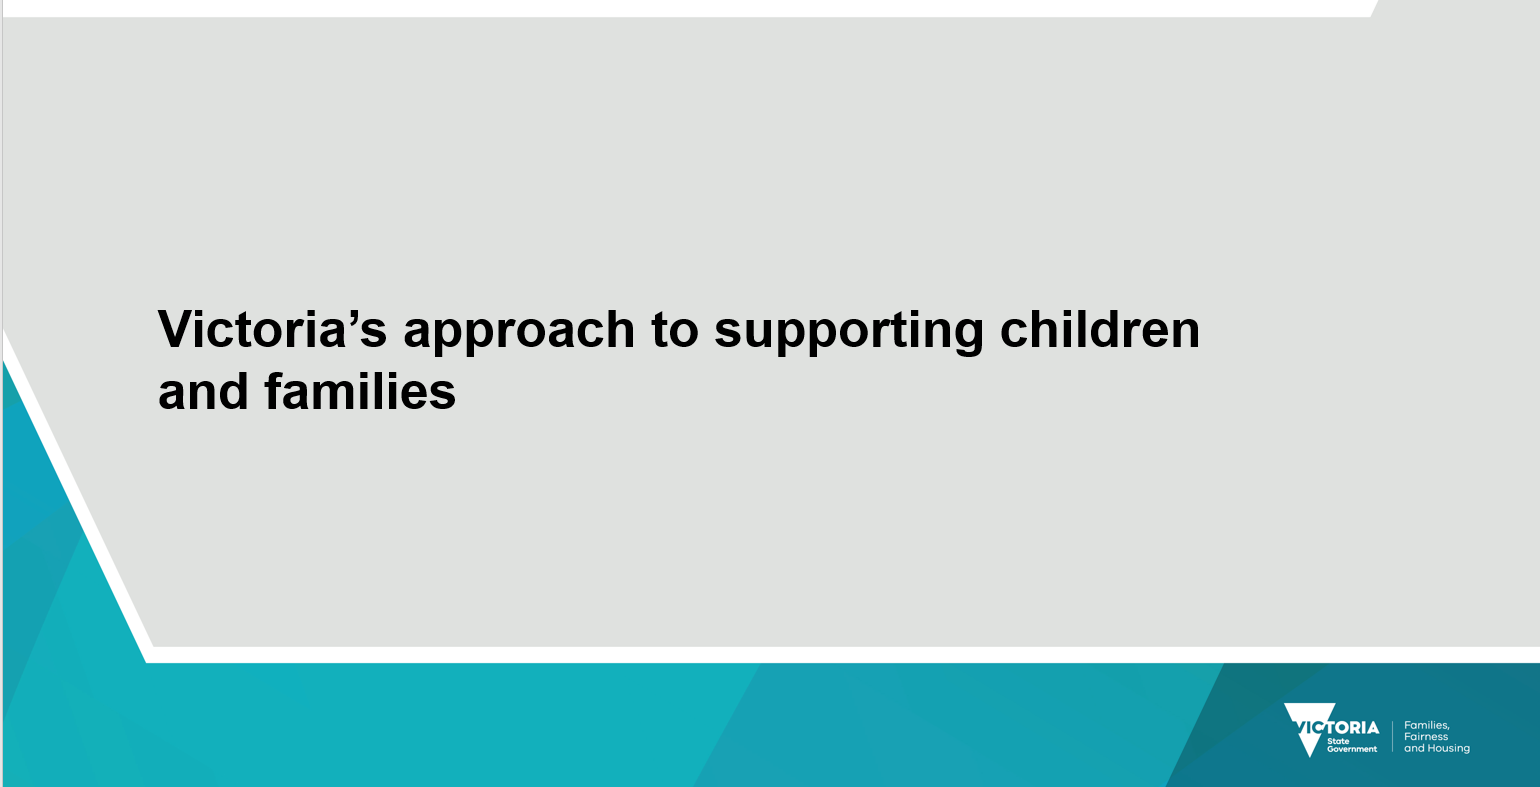 Victoria’s approach to supporting children
and families
VICTORIA
State
Government
Families,
Fairness
and Housing